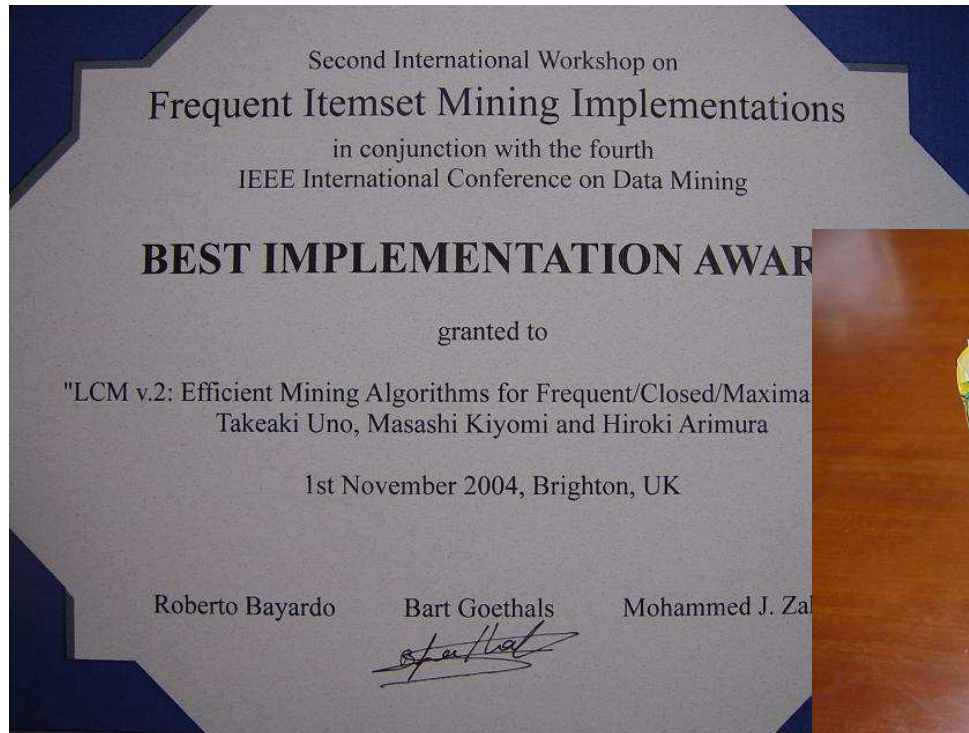 Second International Workshop on
Frequent Itemset Mining Implementations
in conjunction with the fourth
IEEE International Conference on Data Mining
BEST IMPLEMENTATION AWAR
granted to
"LCM v.2: Efficient Mining Algorithms for Frequent/Closed/Maxima
Takeaki Uno, Masashi Kiyomi and Hiroki Arimura
1st November 2004, Brighton, UK
Roberto Bayardo Bart Goethals Mohammed J. Za